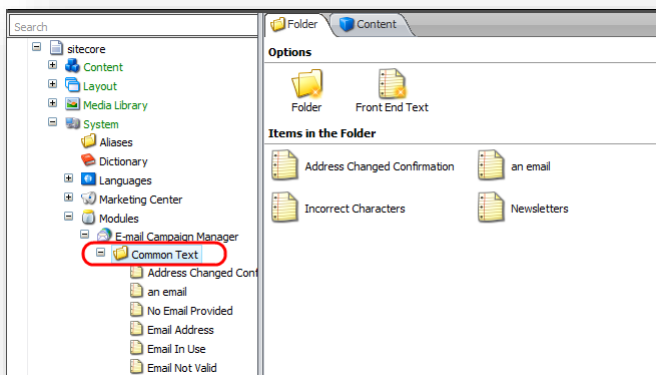 Search
sitecore
Content
Layout
Media Library
System
Aliases
Dictionary
Languages
Marketing Center
Modules
E-mail Campaign Manager
Common Text
Address Changed Conf
an email
No Email Provided
Email Address
Email In Use
Email Not Valid
Folder Content
Options
Folder Front End Text
Items in the Folder
Address Changed Confirmation an email
Incorrect Characters Newsletters